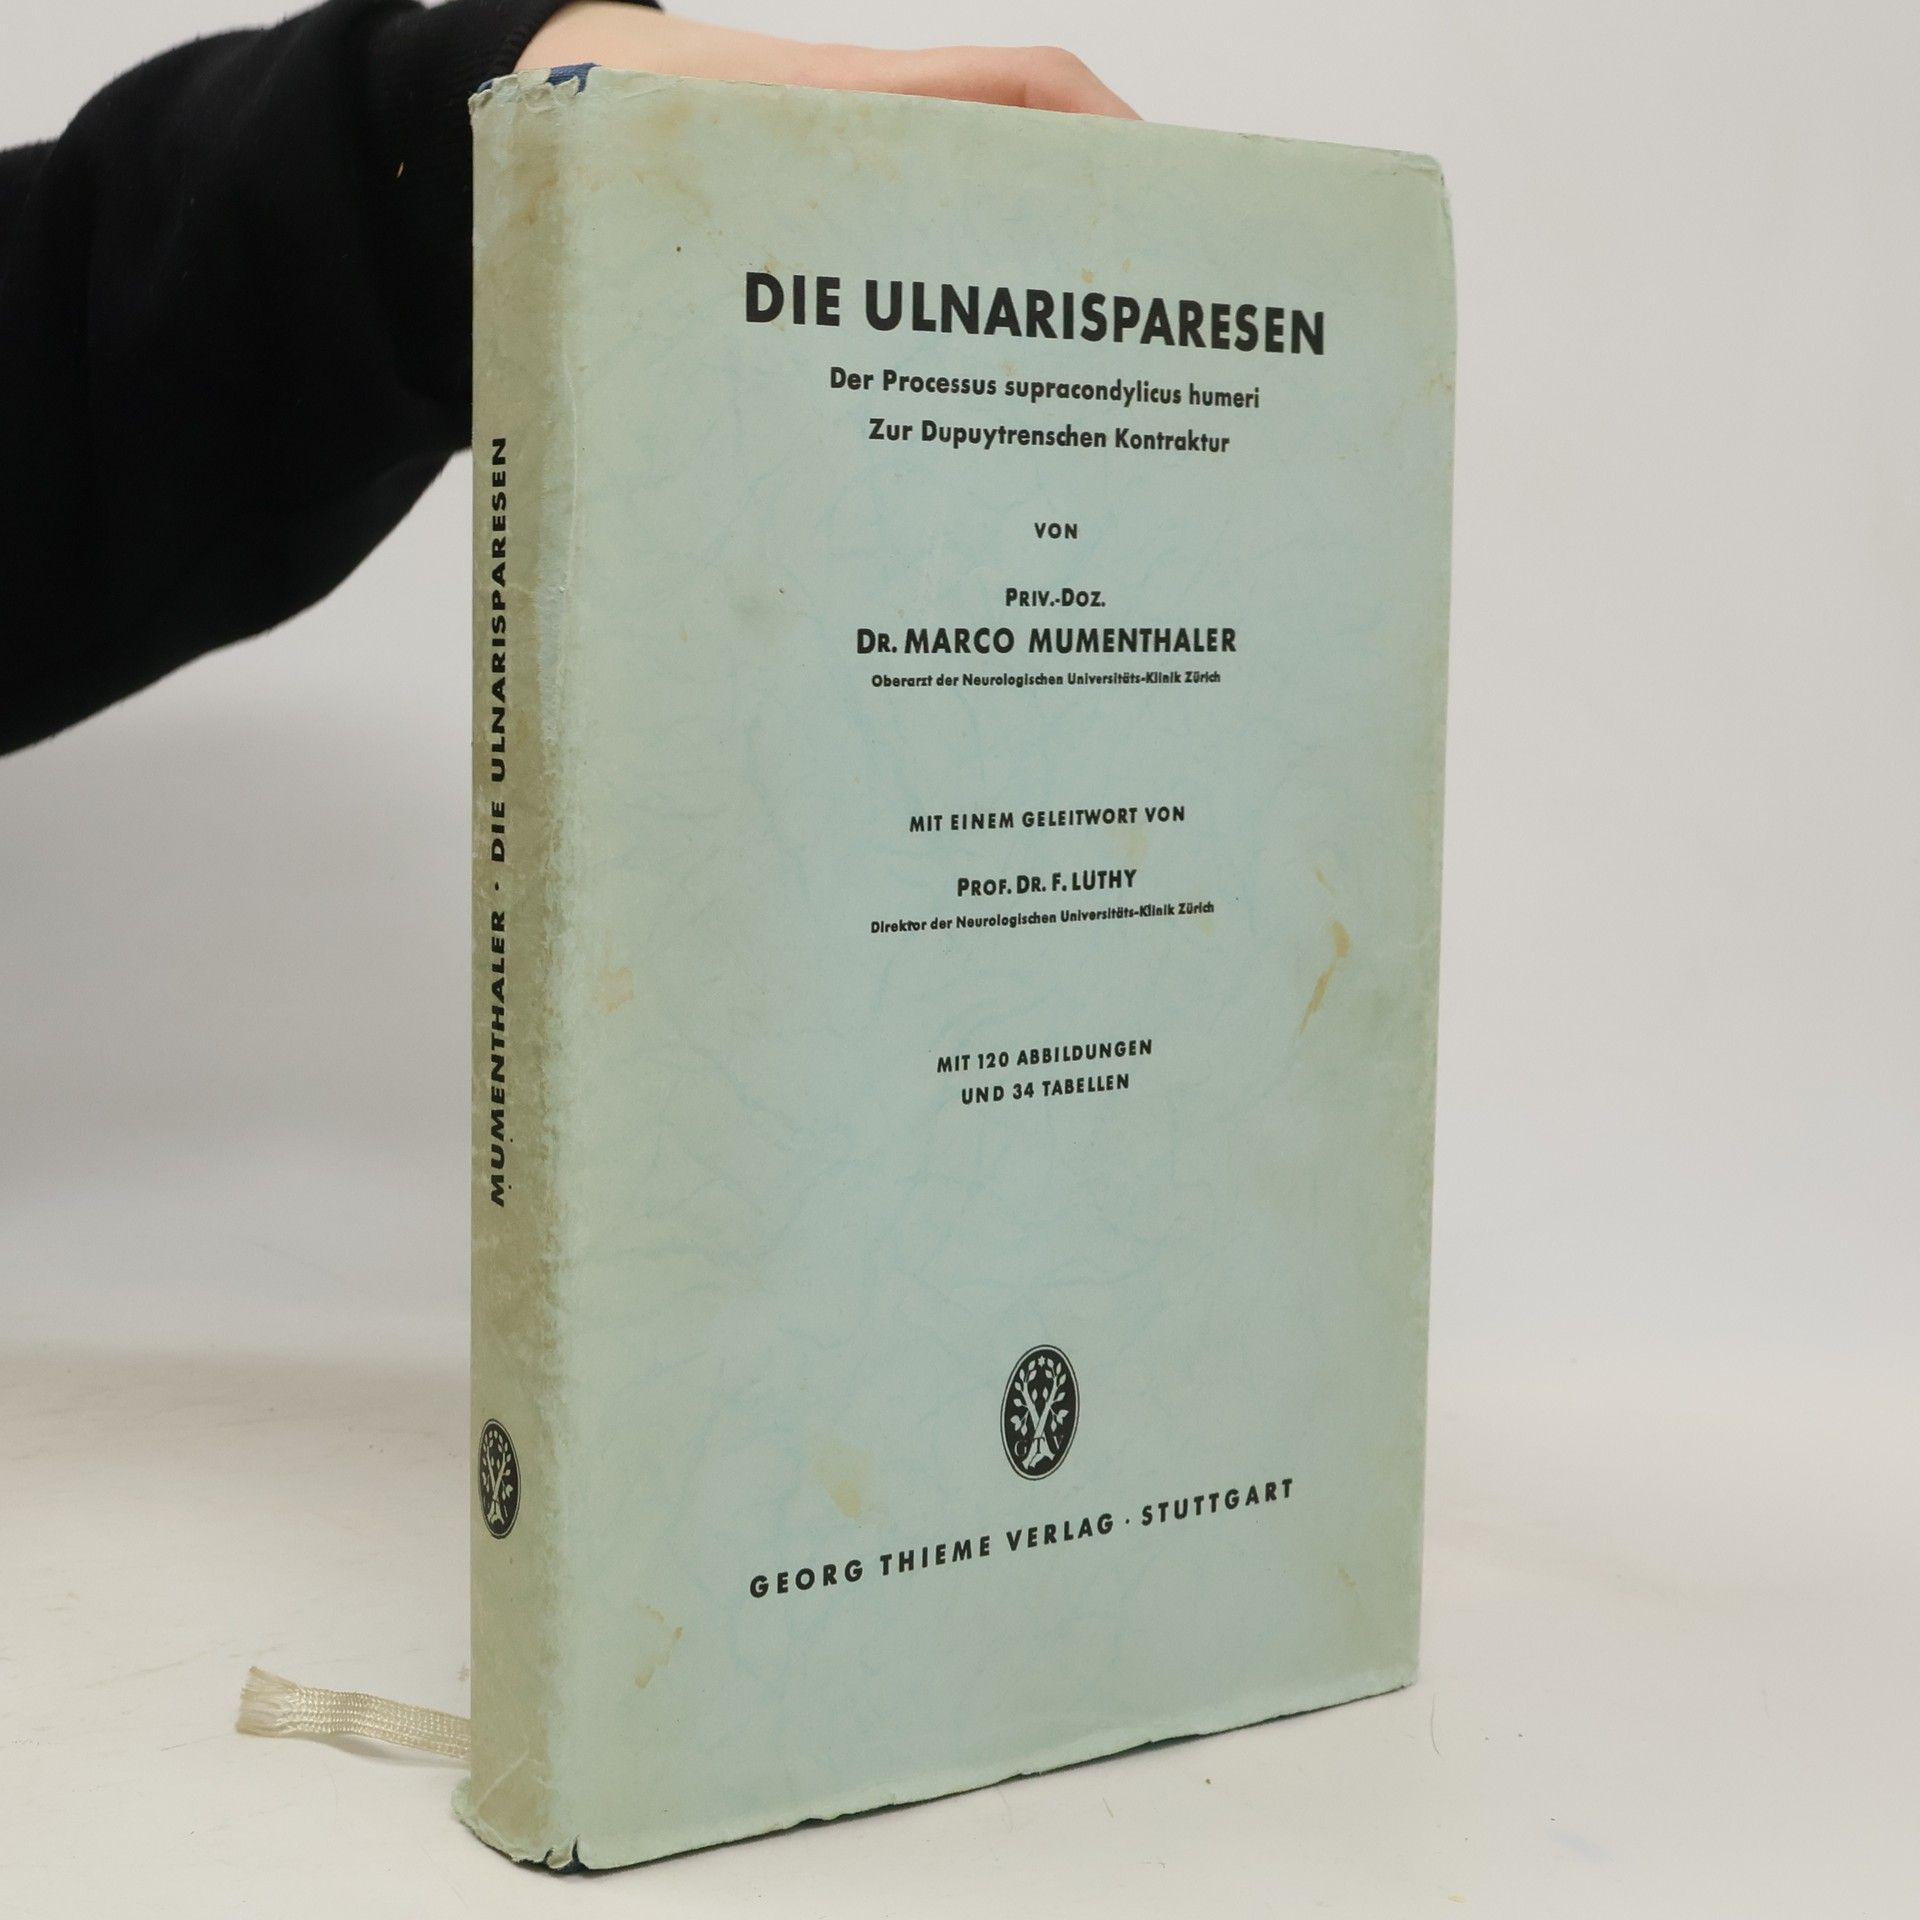 DIE ULNARISPARESEN
Der Processus supracondylicus humeri
Zur Dupuytrenschen Kontraktur
VON
PRIV.-DOZ.
DR. MARCO MUMENTHALER
Oberarzt der Neurologischen Universitäts-Klinik Zürich
MIT EINEM GELEITWORT VON
PROF. DR. F. LÜTHY
Direktor der Neurologischen Universitäts-Klinik Zürich
MIT 120 ABBILDUNGEN
UND 34 TABELLEN
GTV
GEORG THIEME VERLAG · STUTTGART
MUMENTHALER · DIE ULNARISPARESEN